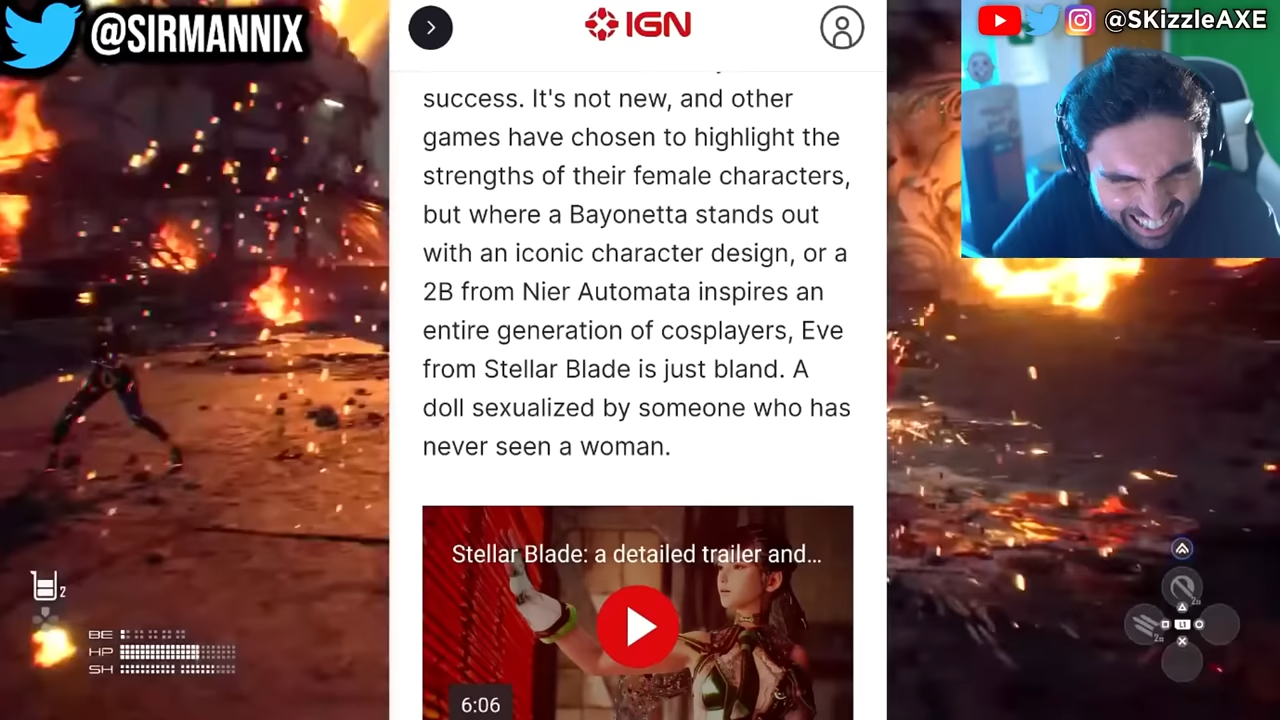 @SIRMANNIX
IGN
@SKizzleAXE
success. It's not new, and other
games have chosen to highlight the
strengths of their female characters,
but where a Bayonetta stands out
with an iconic character design, or a
2B from Nier Automata inspires an
entire generation of cosplayers, Eve
from Stellar Blade is just bland. A
doll sexualized by someone who has
never seen a woman.
Stellar Blade: a detailed trailer and...
6:06
2
BE
HP
SH
L1